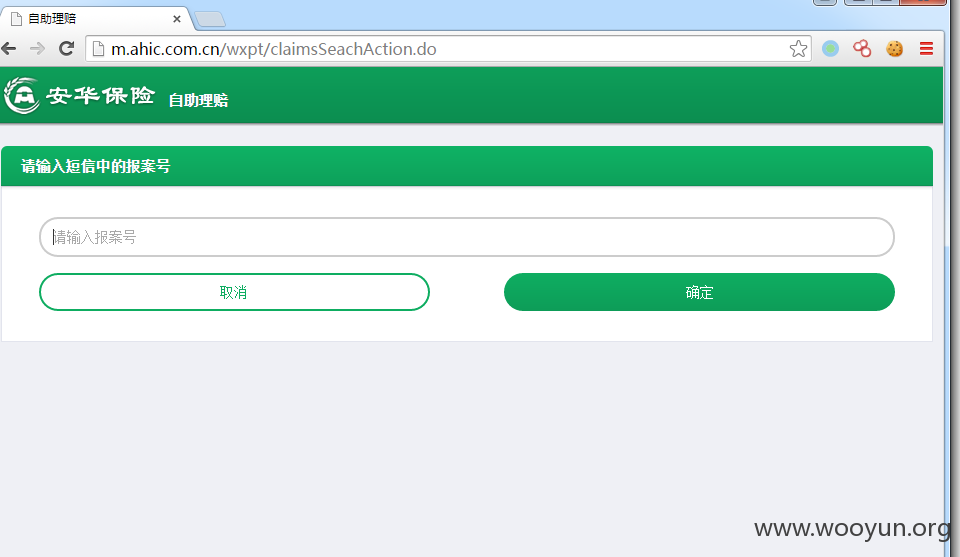 自助理赔
m.ahic.com.cn/wxpt/claimsSeachAction.do
安华保险 自助理赔
请输入短信中的报案号
请输入报案号
取消 确定
www.wooyun.org